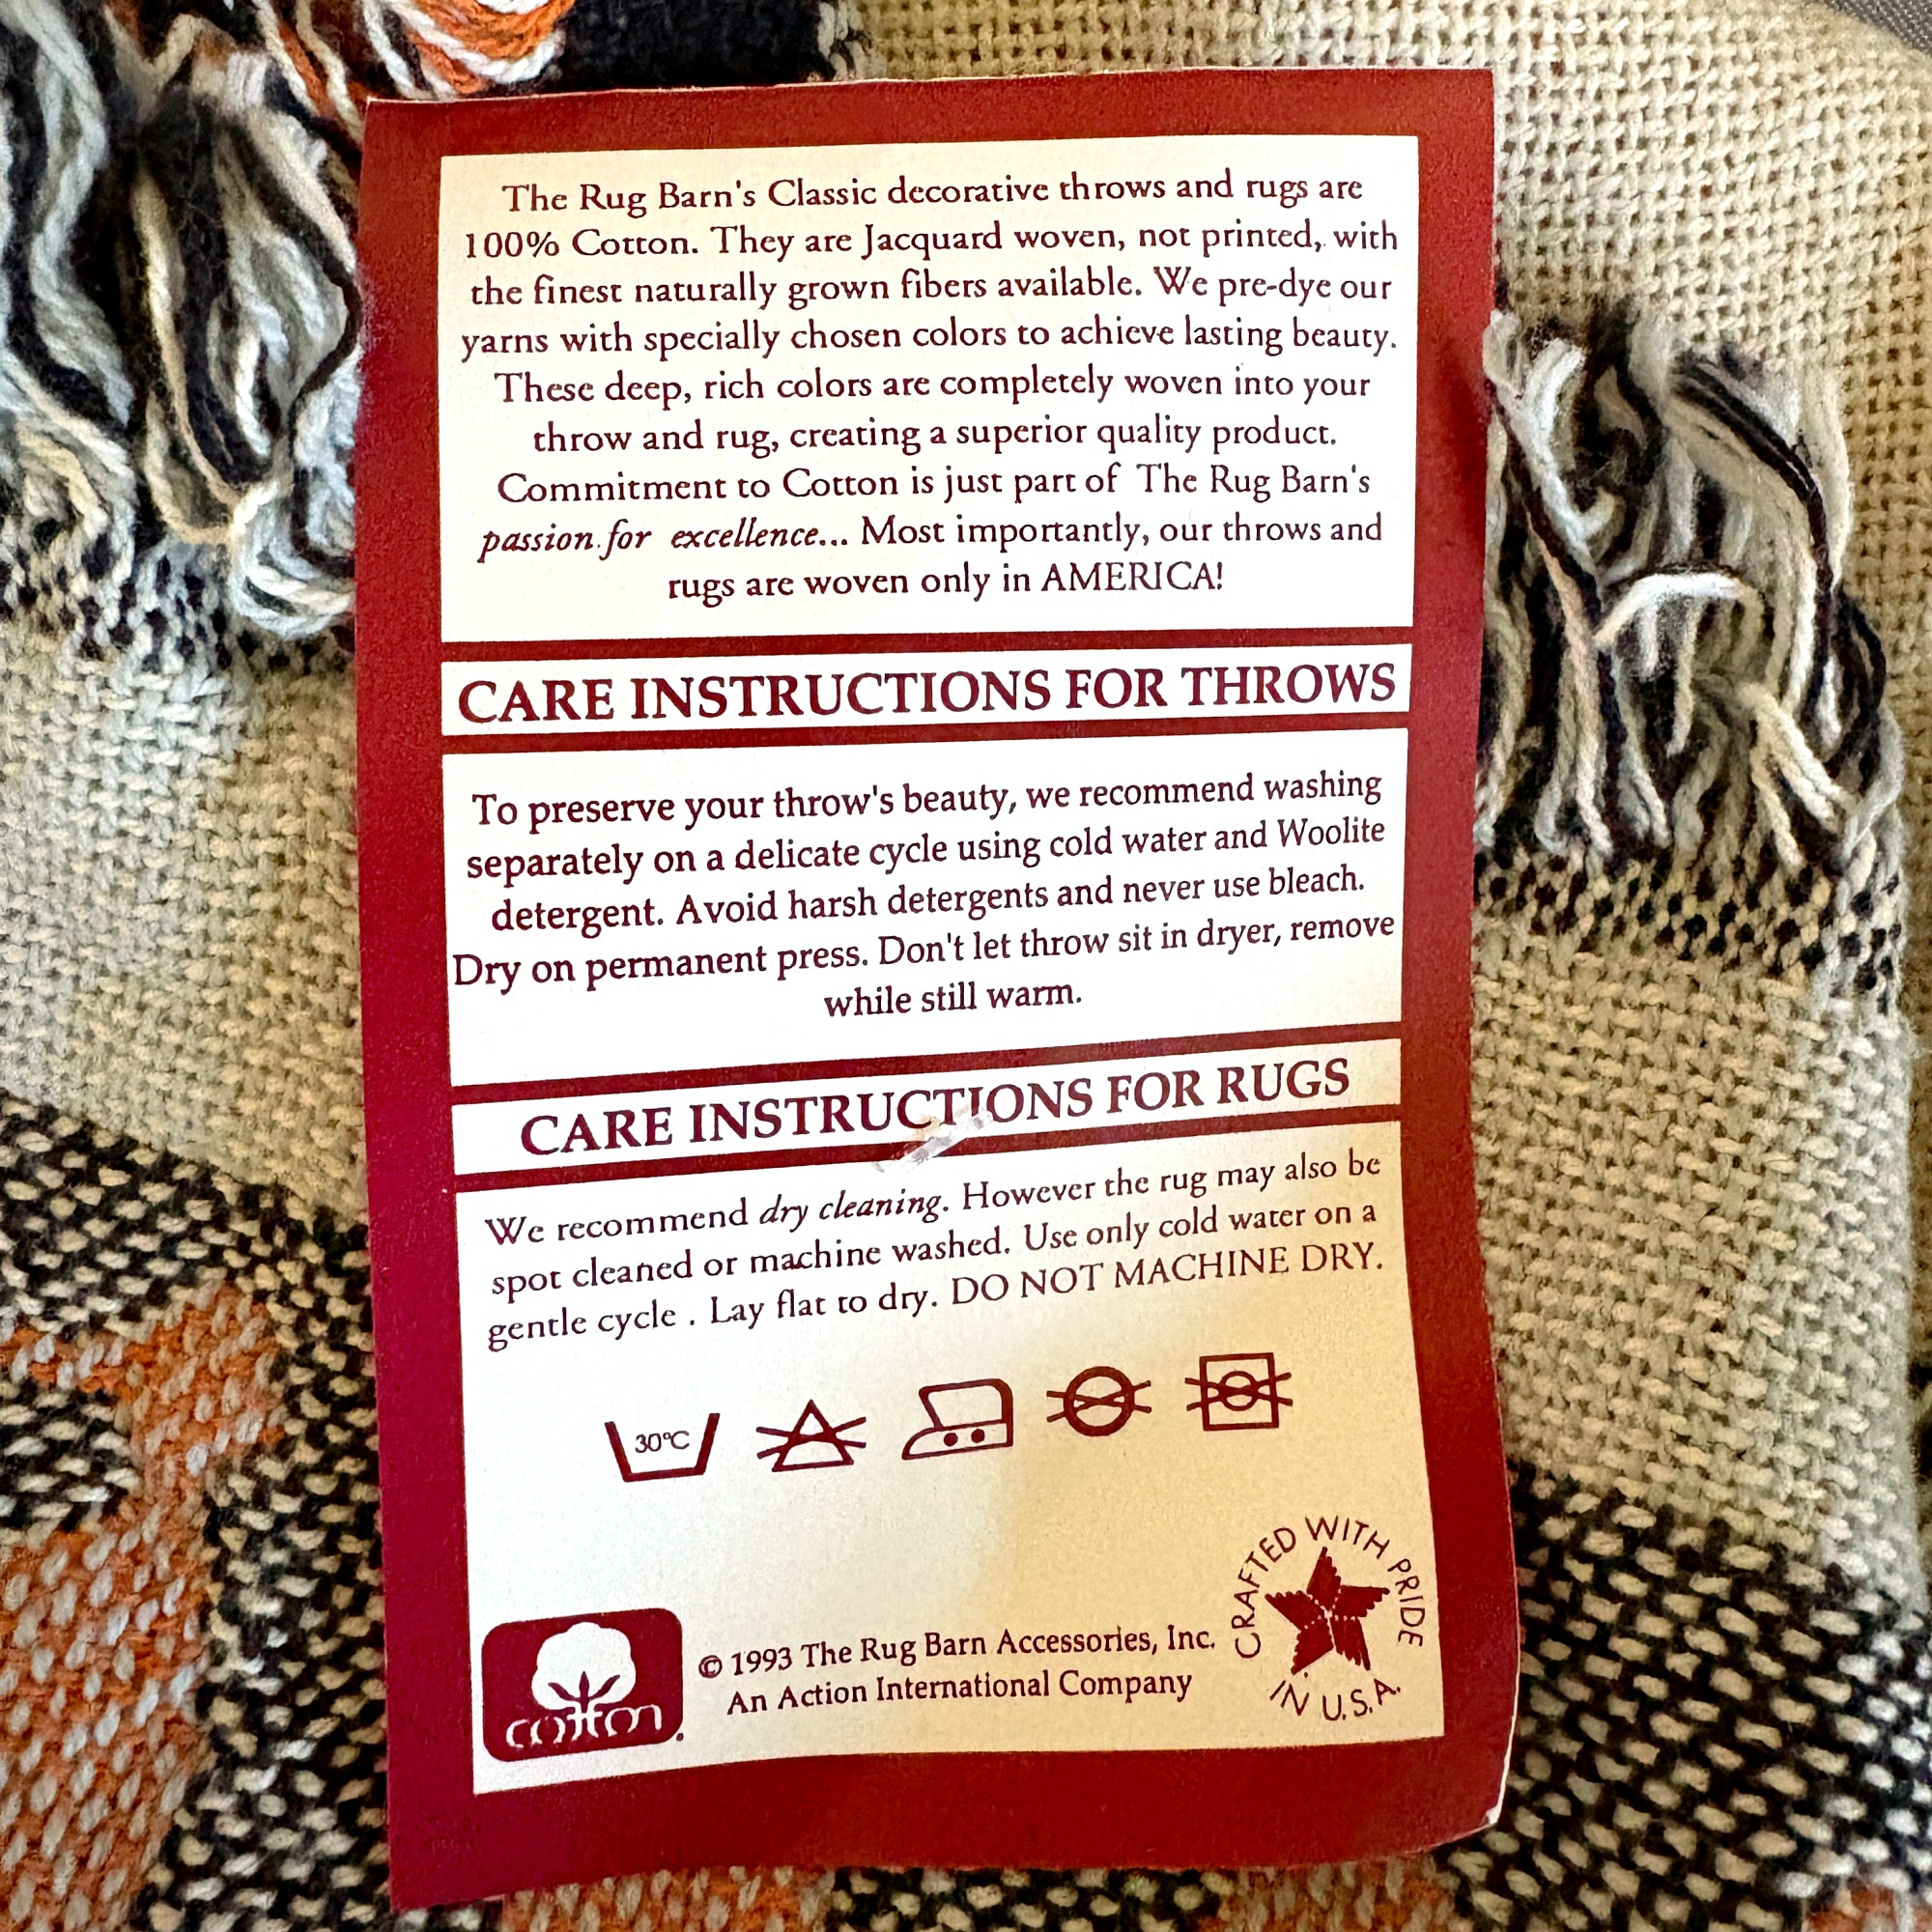 The Rug Barn's Classic decorative throws and rugs are
100% Cotton. They are Jacquard woven, not printed, with
the finest naturally grown fibers available. We pre-dye our
yarns with specially chosen colors to achieve lasting beauty.
These deep, rich colors are completely woven into your
throw and rug, creating a superior quality product.
Commitment to Cotton is just part of The Rug Barn's
passion for excellence... Most importantly, our throws and
rugs are woven only in AMERICA!
CARE INSTRUCTIONS FOR THROWS
To preserve your throw's beauty, we recommend washing
separately on a delicate cycle using cold water and Woolite
detergent. Avoid harsh detergents and never use bleach.
Dry on permanent press. Don't let throw sit in dryer, remove
while still warm.
CARE INSTRUCTIONS FOR RUGS
We recommend dry cleaning. However the rug may also be
spot cleaned or machine washed. Use only cold water on a
gentle cycle . Lay flat to dry. DO NOT MACHINE DRY.
30°C
CRAFTED WITH PRIDE
IN U.S.A.
cotton
© 1993 The Rug Barn Accessories, Inc.
An Action International Company